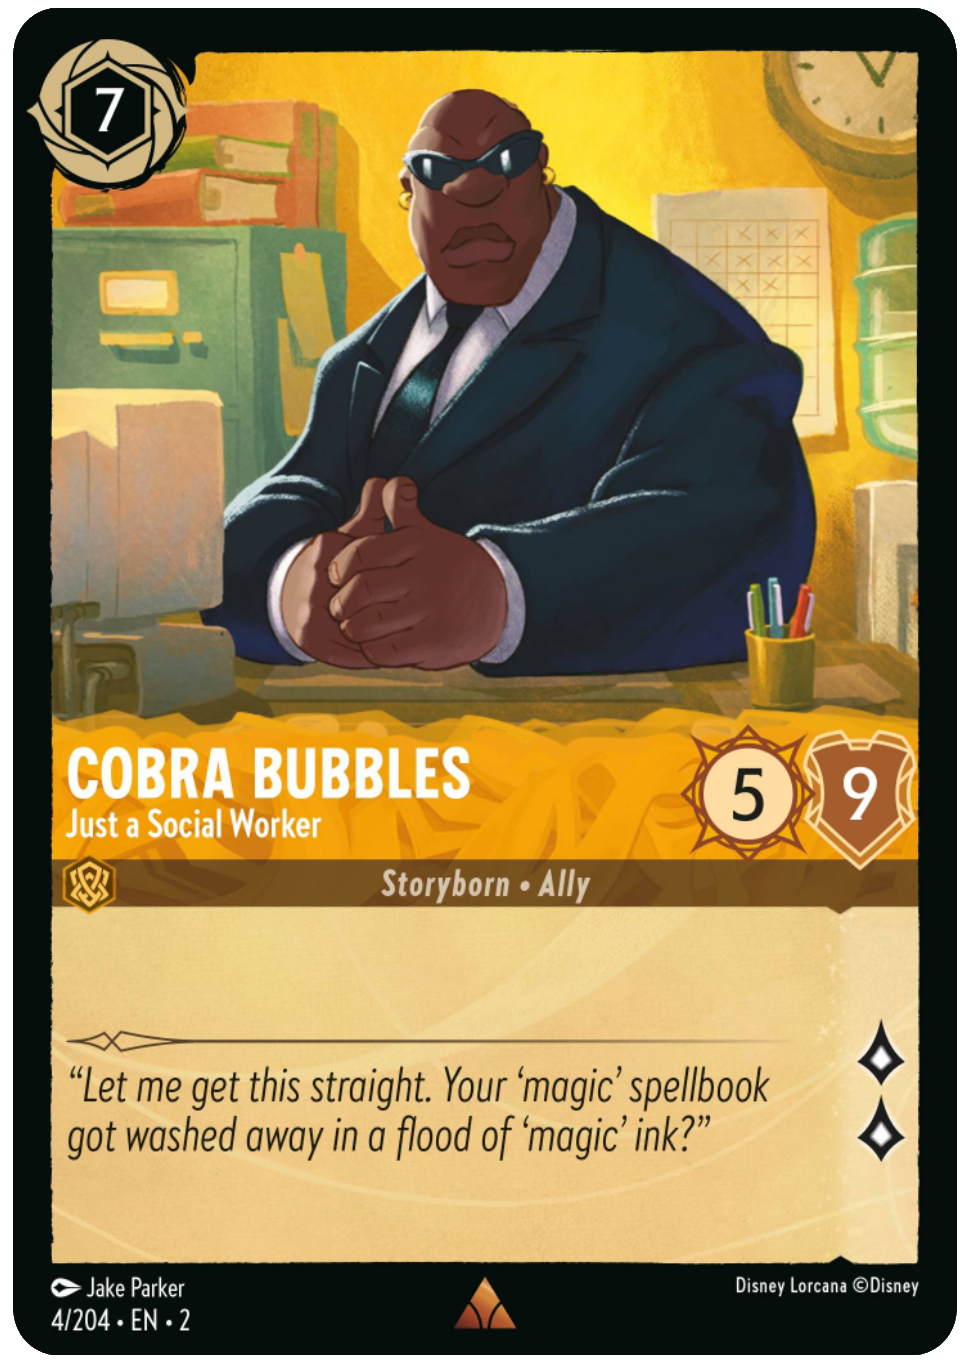 7
COBRA BUBBLES
Just a Social Worker
5
9
Storyborn • Ally
“Let me get this straight. Your ‘magic’ spellbook
got washed away in a flood of ‘magic’ ink?”
Jake Parker
Disney Lorcana ©Disney
4/204 • EN • 2